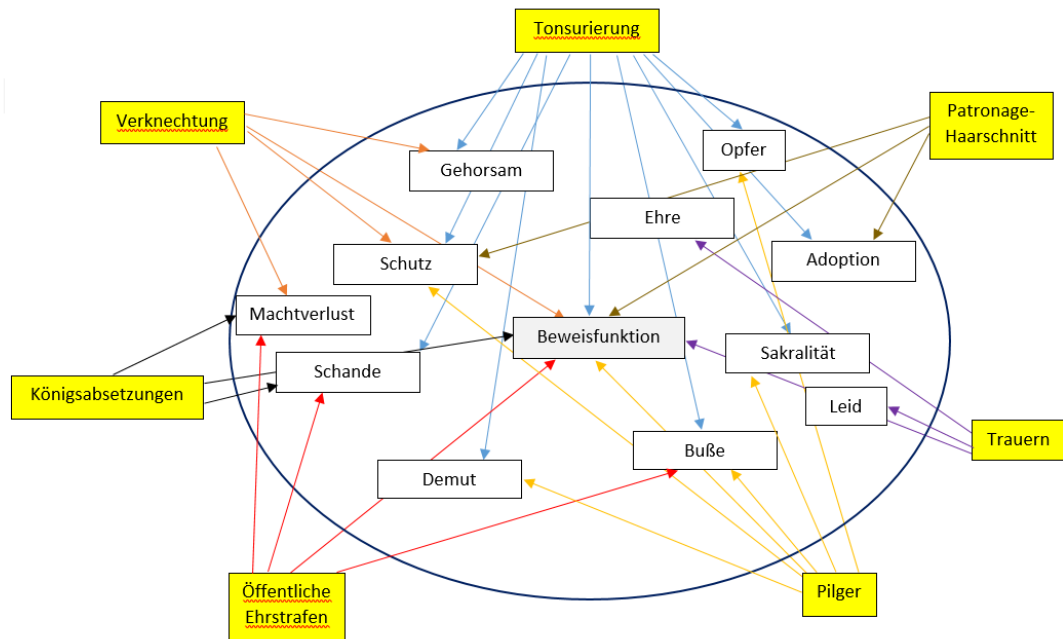 Tonsurierung
Verknechtung
Patronage-
Haarschnitt
Opfer
Gehorsam
Ehre
Schutz
Adoption
Machtverlust
Beweisfunktion
Sakralität
Schande
Königsabsetzungen
Leid
Trauern
Buße
Demut
Öffentliche
Ehrstrafen
Pilger